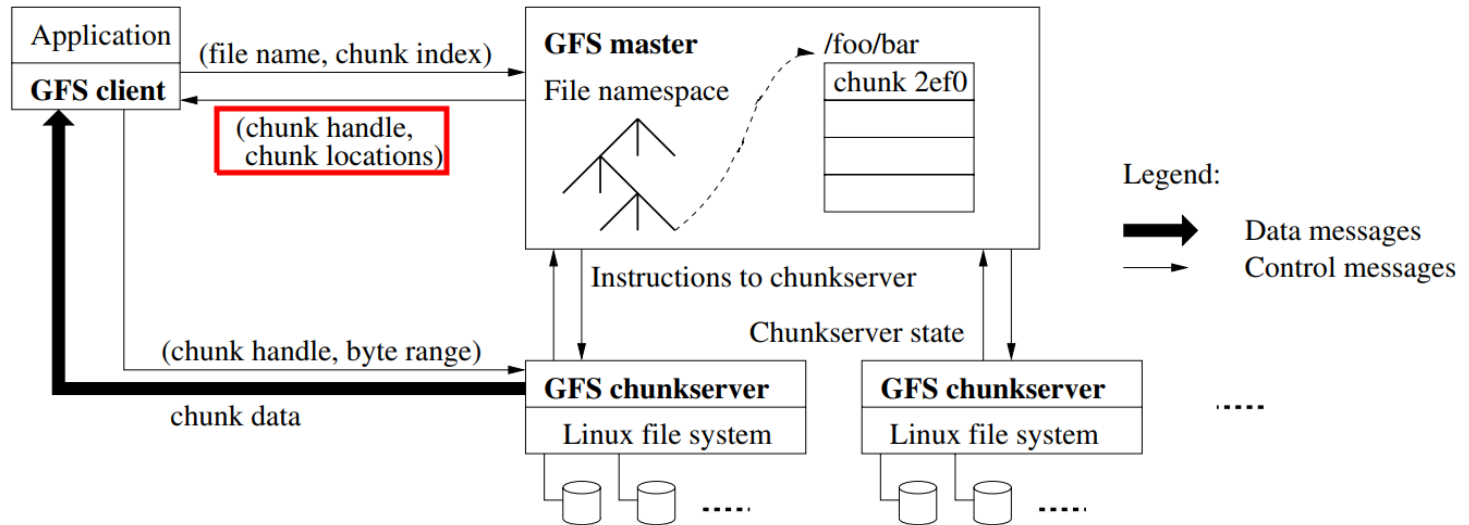 Application
GFS client
(file name, chunk index)
(chunk handle,
chunk locations)
GFS master
File namespace
/foo/bar
chunk 2ef0
Legend:
Data messages
Control messages
Instructions to chunkserver
Chunkserver state
(chunk handle, byte range)
chunk data
GFS chunkserver
Linux file system
GFS chunkserver
Linux file system